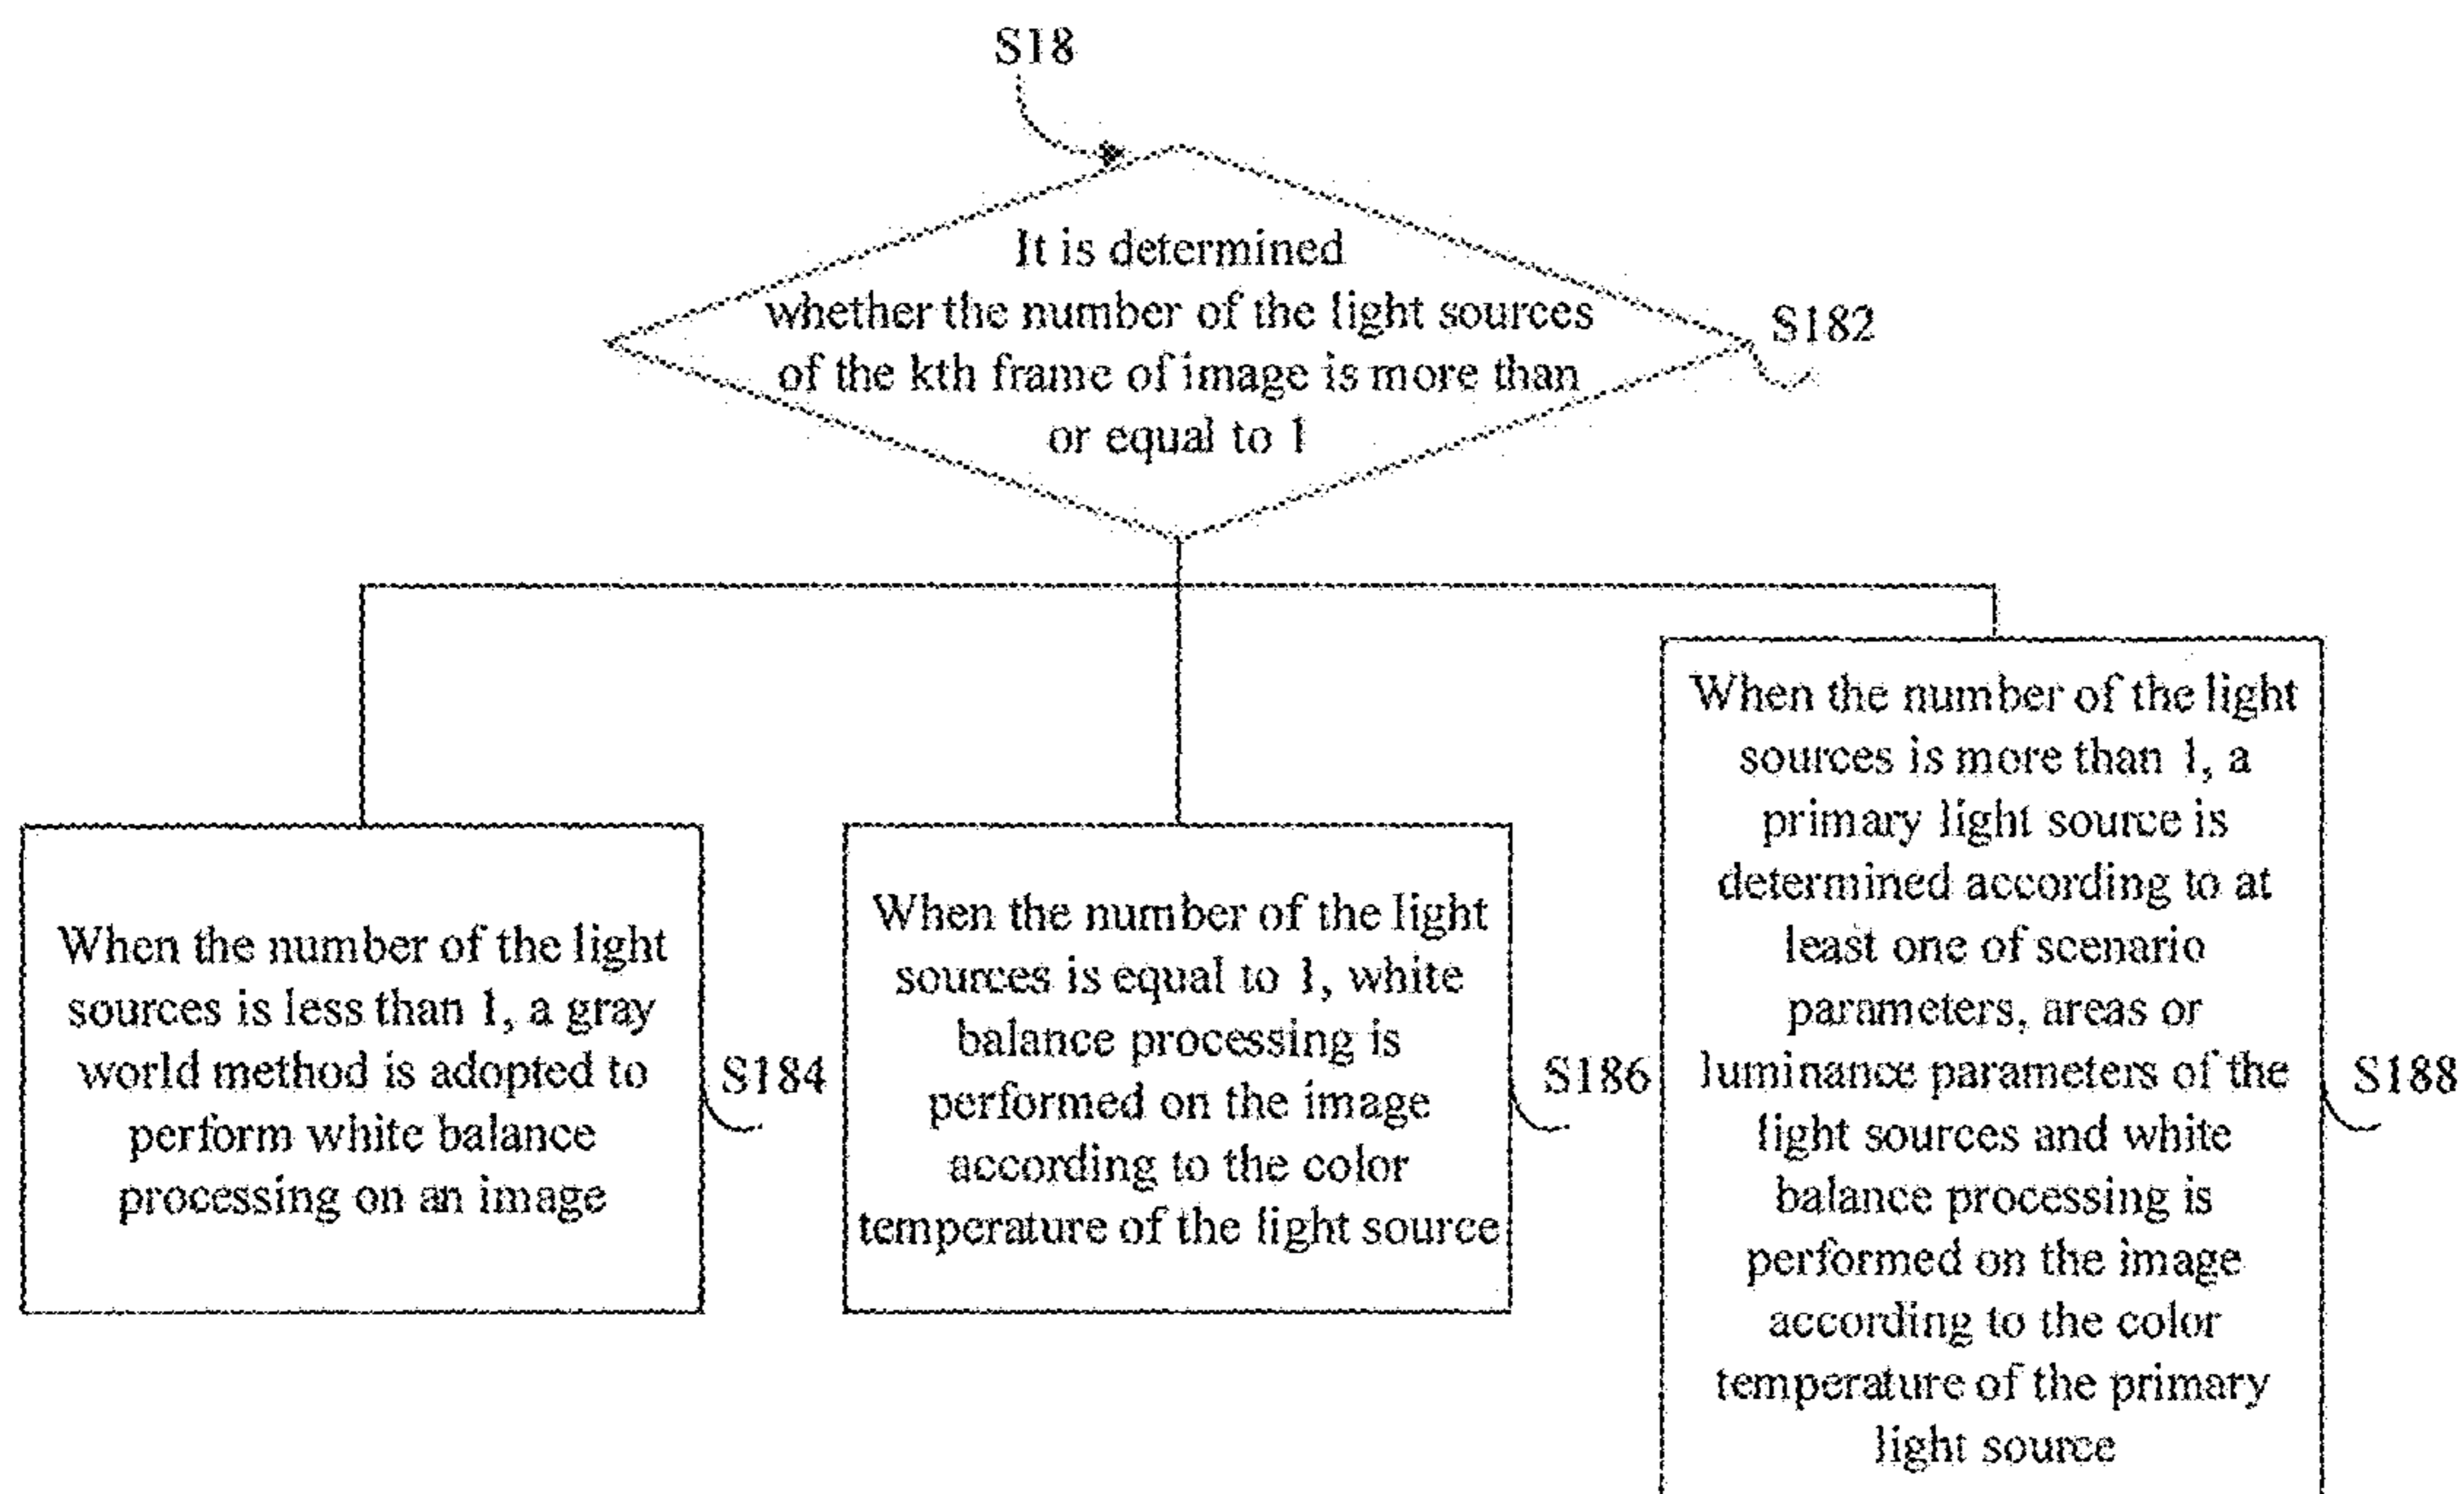 S18
It is determined
whether the number of the light sources
of the kth frame of image is more than
or equal to 1
S182
When the number of the light
sources is less than 1, a gray
world method is adopted to
perform white balance
processing on an image
S184
When the number of the light
sources is equal to 1, white
balance processing is
performed on the image
according to the color
temperature of the light source
S186
When the number of the light
sources is more than 1, a
primary light source is
determined according to at
least one of scenario
parameters, areas or
luminance parameters of the
light sources and white
balance processing is
performed on the image
according to the color
temperature of the primary
light source
S188